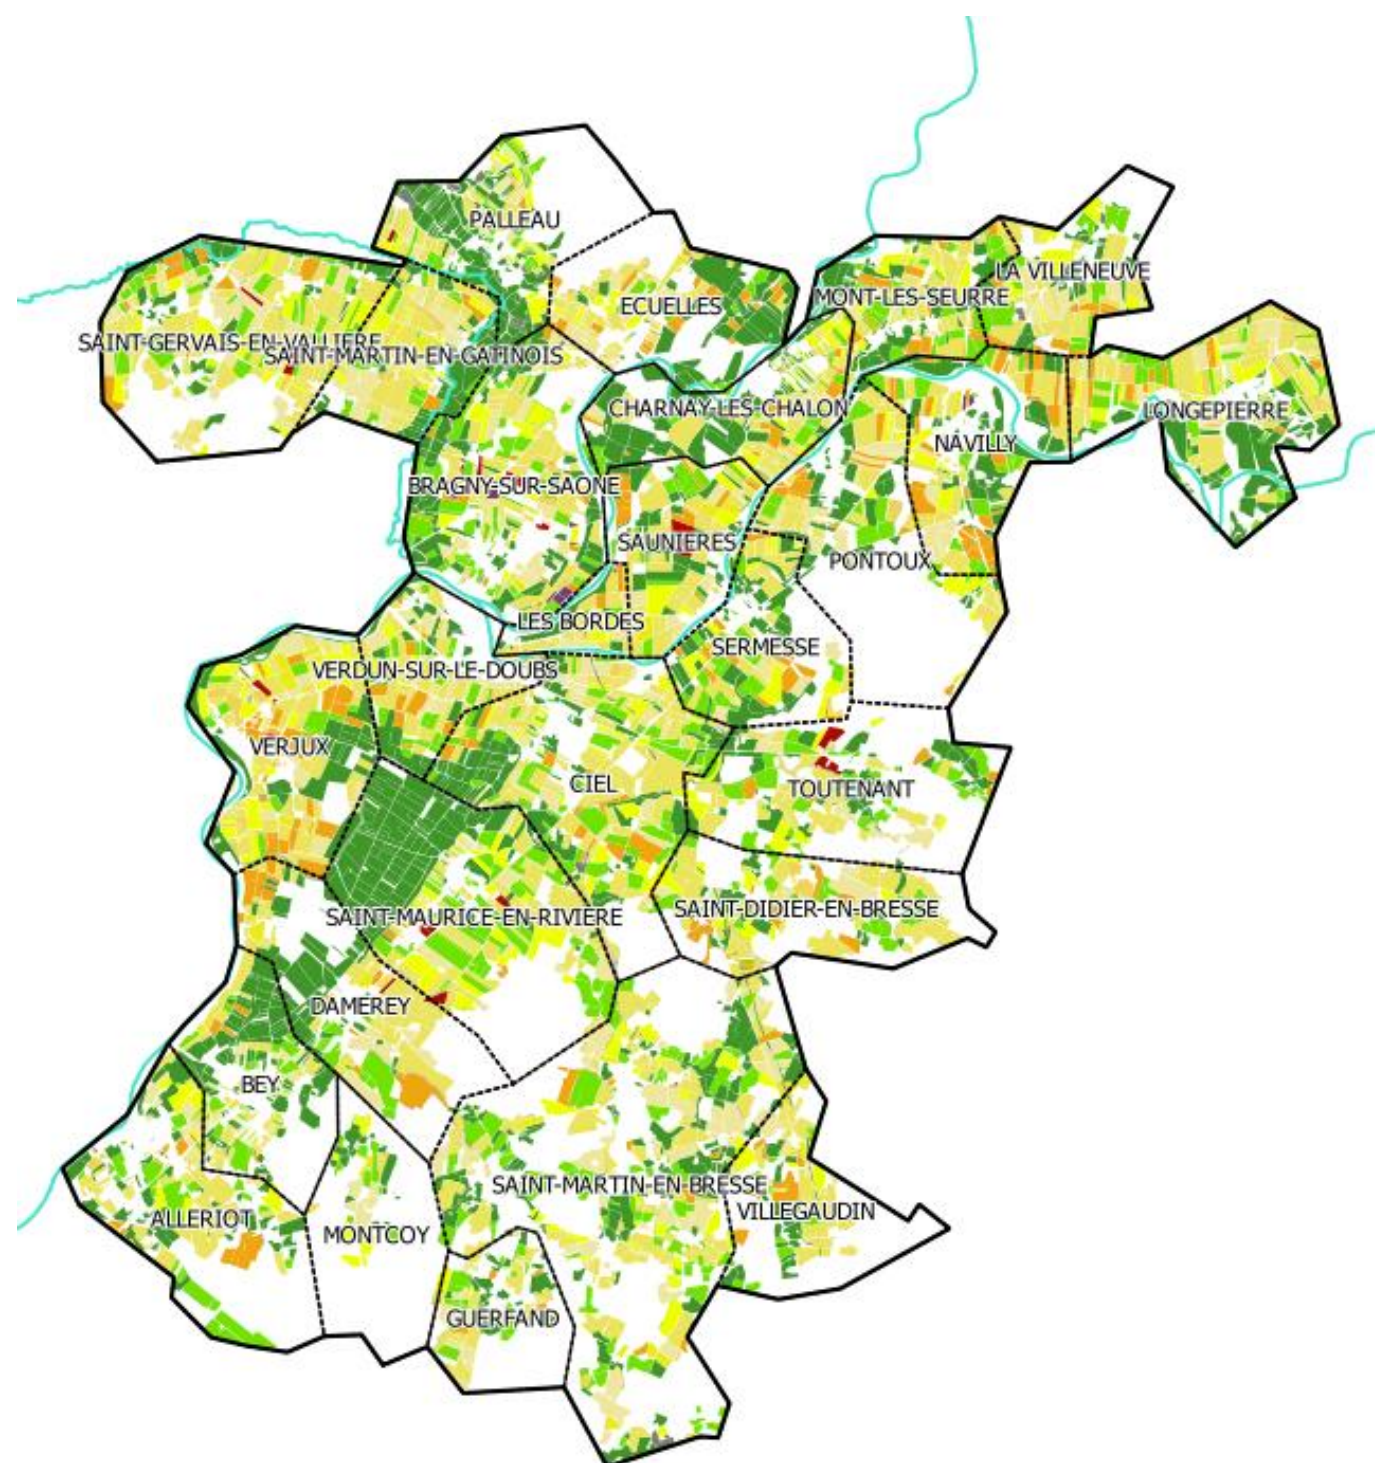 PALLEAU
LA VILLENEUVE
MONT-LES-SEURRE
ECUELLES
SAINT-GERVAIS-EN-VALLIERE
SAINT-MARTIN-EN-GATINOIS
CHARNAY-LES-CHALON
LONGEPIERRE
NAVILLY
BRAGNY-SUR-SAONE
SAUNIERES
PONTOUX
LES BORDES
SERMESSE
VERDUN-SUR-LE-DOUBS
VERJUX
CIEL
TOUTENANT
SAINT-MAURICE-EN-RIVIERE
SAINT-DIDIER-EN-BRESSE
DAMEREY
BEY
SAINT-MARTIN-EN-BRESSE
ALLERIOT
VILLEGAUDIN
MONTCOY
GUERFAND